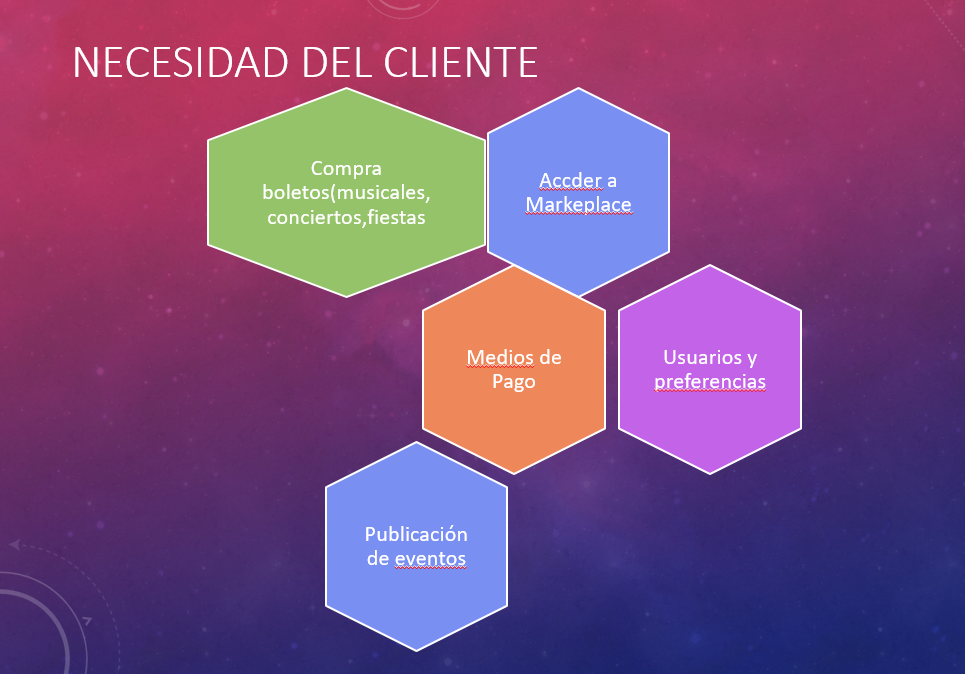 NECESIDAD DEL CLIENTE
Compra
boletos(musicales,
conciertos,fiestas
Accder a
Markeplace
Medios de
Pago
Usuarios y
preferencias
Publicación
de eventos